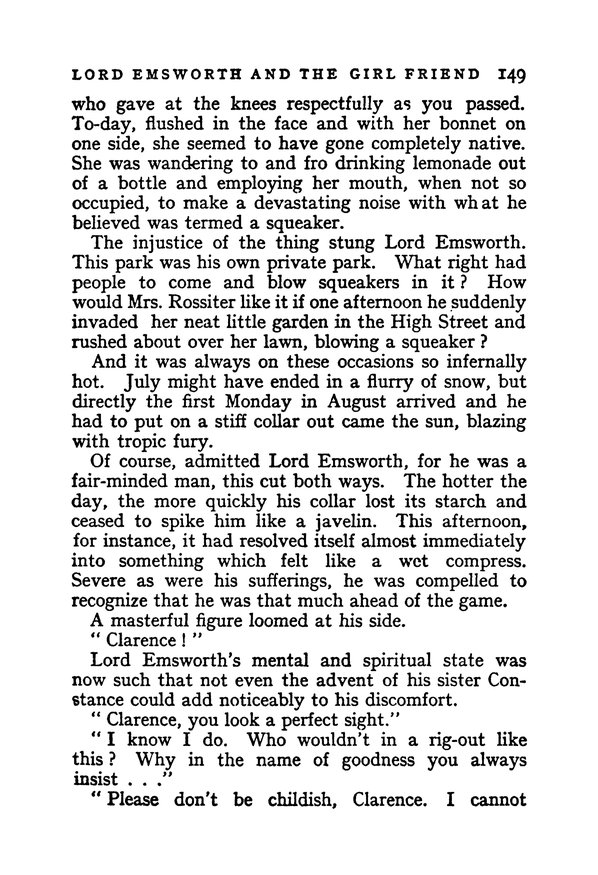 LORD EMSWORTH AND THE GIRL FRIEND 149
who gave at the knees respectfully as you passed.
To-day, flushed in the face and with her bonnet on
one side, she seemed to have gone completely native.
She was wandering to and fro drinking lemonade out
of a bottle and employing her mouth, when not so
occupied, to make a devastating noise with what he
believed was termed a squeaker.
The injustice of the thing stung Lord Emsworth.
This park was his own private park. What right had
people to come and blow squeakers in it ? How
would Mrs. Rossiter like it if one afternoon he suddenly
invaded her neat little garden in the High Street and
rushed about over her lawn, blowing a squeaker ?
And it was always on these occasions so infernally
hot. July might have ended in a flurry of snow, but
directly the first Monday in August arrived and he
had to put on a stiff collar out came the sun, blazing
with tropic fury.
Of course, admitted Lord Emsworth, for he was a
fair-minded man, this cut both ways. The hotter the
day, the more quickly his collar lost its starch and
ceased to spike him like a javelin. This afternoon,
for instance, it had resolved itself almost immediately
into something which felt like a wet compress.
Severe as were his sufferings, he was compelled to
recognize that he was that much ahead of the game.
A masterful figure loomed at his side.
" Clarence ! "
Lord Emsworth's mental and spiritual state was
now such that not even the advent of his sister Con-
stance could add noticeably to his discomfort.
" Clarence, you look a perfect sight."
" I know I do. Who wouldn't in a rig-out like
this ? Why in the name of goodness you always
insist . . ."
" Please don't be childish, Clarence. I cannot